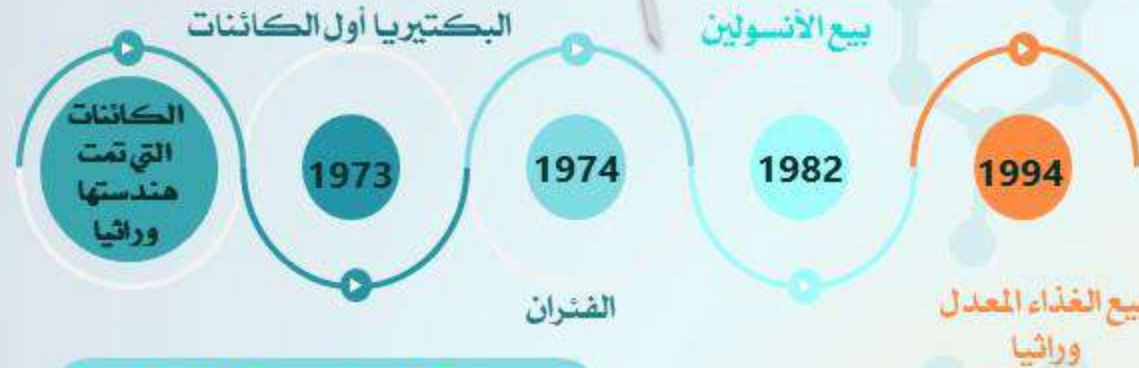 البكتيريا أول الكائنات
بيع الأنسولين
الكائنات
التي تمت
هندستها
وراثيا
1973
1974
1982
1994
الفئران
بيع الغذاء المعدل
وراثيا